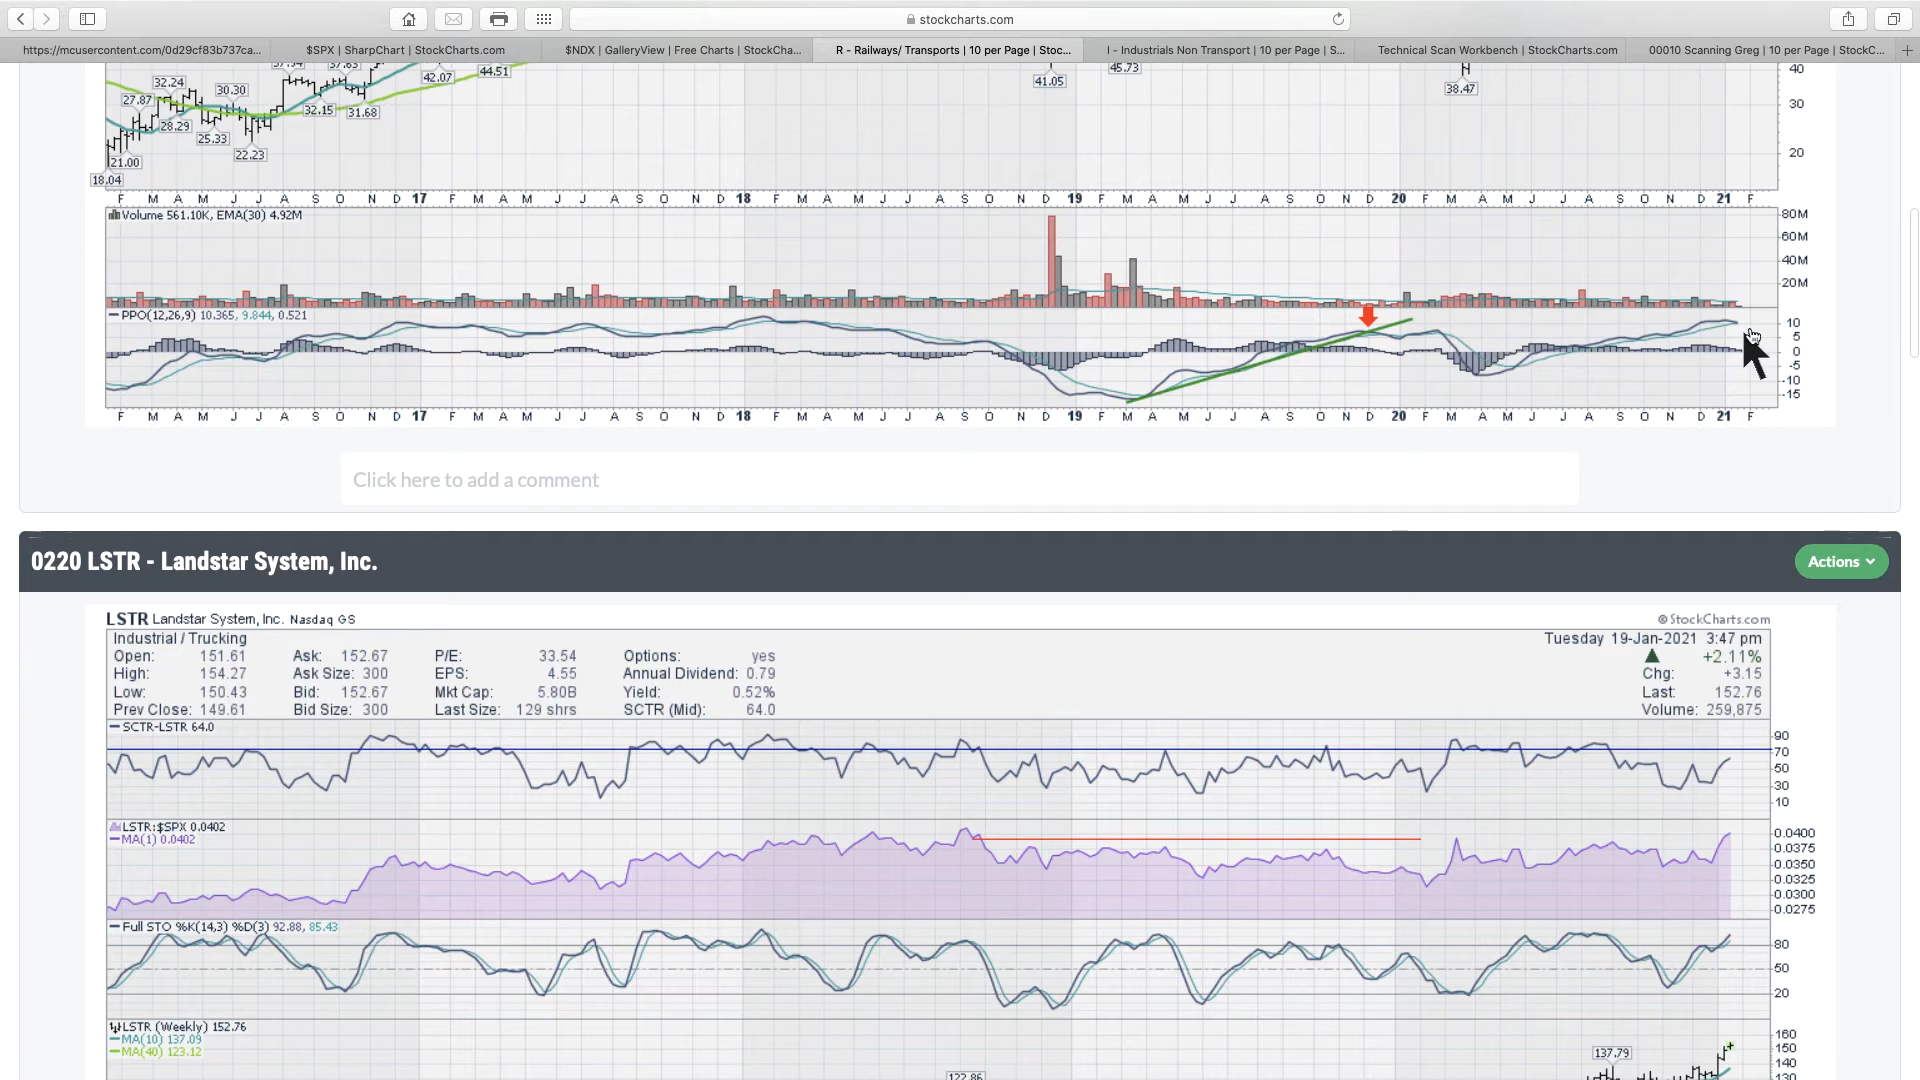 stockcharts.com
https://mcusercontent.com/0d29cf83b737ca...
$SPX | SharpChart | StockCharts.com
$NDX | GalleryView | Free Charts | StockCha...
R - Railways/ Transports | 10 per Page | Stoc...
I - Industrials Non Transport | 10 per Page | S...
Technical Scan Workbench | StockCharts.com
00010 Scanning Greg | 10 per Page | StockC...
32.24 37.63 42.07 44.51 41.05 45.73 38.47 40
27.87 30.30 32.15 31.68 30
28.29 25.33
21.00 22.23 20
18.04
F M A M J J A S O N D 17 F M A M J J A S O N D 18 F M A M J J A S O N D 19 F M A M J J A S O N D 20 F M A M J J A S O N D 21 F
Volume 561.10K, EMA(30) 4.92M 80M
60M
40M
20M
PPO(12,26,9) 10.365, 9.844, 0.521 10
5
0
-5
-10
-15
F M A M J J A S O N D 17 F M A M J J A S O N D 18 F M A M J J A S O N D 19 F M A M J J A S O N D 20 F M A M J J A S O N D 21 F
Click here to add a comment
0220 LSTR - Landstar System, Inc.
Actions
LSTR Landstar System, Inc. Nasdaq GS
© StockCharts.com
Industrial / Trucking
Tuesday 19-Jan-2021 3:47 pm
Open: 151.61 Ask: 152.67 P/E: 33.54 Options: yes +2.11%
High: 154.27 Ask Size: 300 EPS: 4.55 Annual Dividend: 0.79 Chg: +3.15
Low: 150.43 Bid: 152.67 Mkt Cap: 5.80B Yield: 0.52% Last: 152.76
Prev Close: 149.61 Bid Size: 300 Last Size: 129 shrs SCTR (Mid): 64.0 Volume: 259,875
SCTR-LSTR 64.0
90
70
50
30
10
LSTR:$SPX 0.0402
MA(1) 0.0402
0.0400
0.0375
0.0350
0.0325
0.0300
0.0275
Full STO %K(14,3) %D(3) 92.88, 85.43
80
50
20
LSTR (Weekly) 152.76
MA(10) 137.09
MA(40) 123.12
137.79
122.86
160
150
140
130